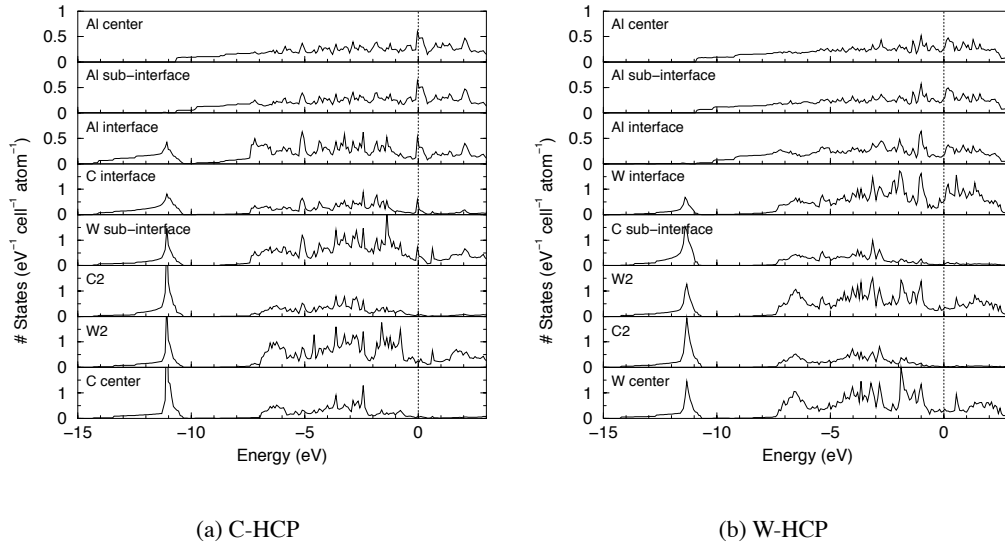 # States (eV⁻¹ cell⁻¹ atom⁻¹)
1
0.5
0
Al center
0.5
0
Al sub−interface
0.5
0
Al interface
1
0
C interface
1
0
W sub−interface
1
0
C2
1
0
W2
1
0
C center
−15 −10 −5 0
Energy (eV)
(a) C-HCP
# States (eV⁻¹ cell⁻¹ atom⁻¹)
1
0.5
0
Al center
0.5
0
Al sub−interface
0.5
0
Al interface
1
0
W interface
1
0
C sub−interface
1
0
W2
1
0
C2
1
0
W center
−15 −10 −5 0
Energy (eV)
(b) W-HCP